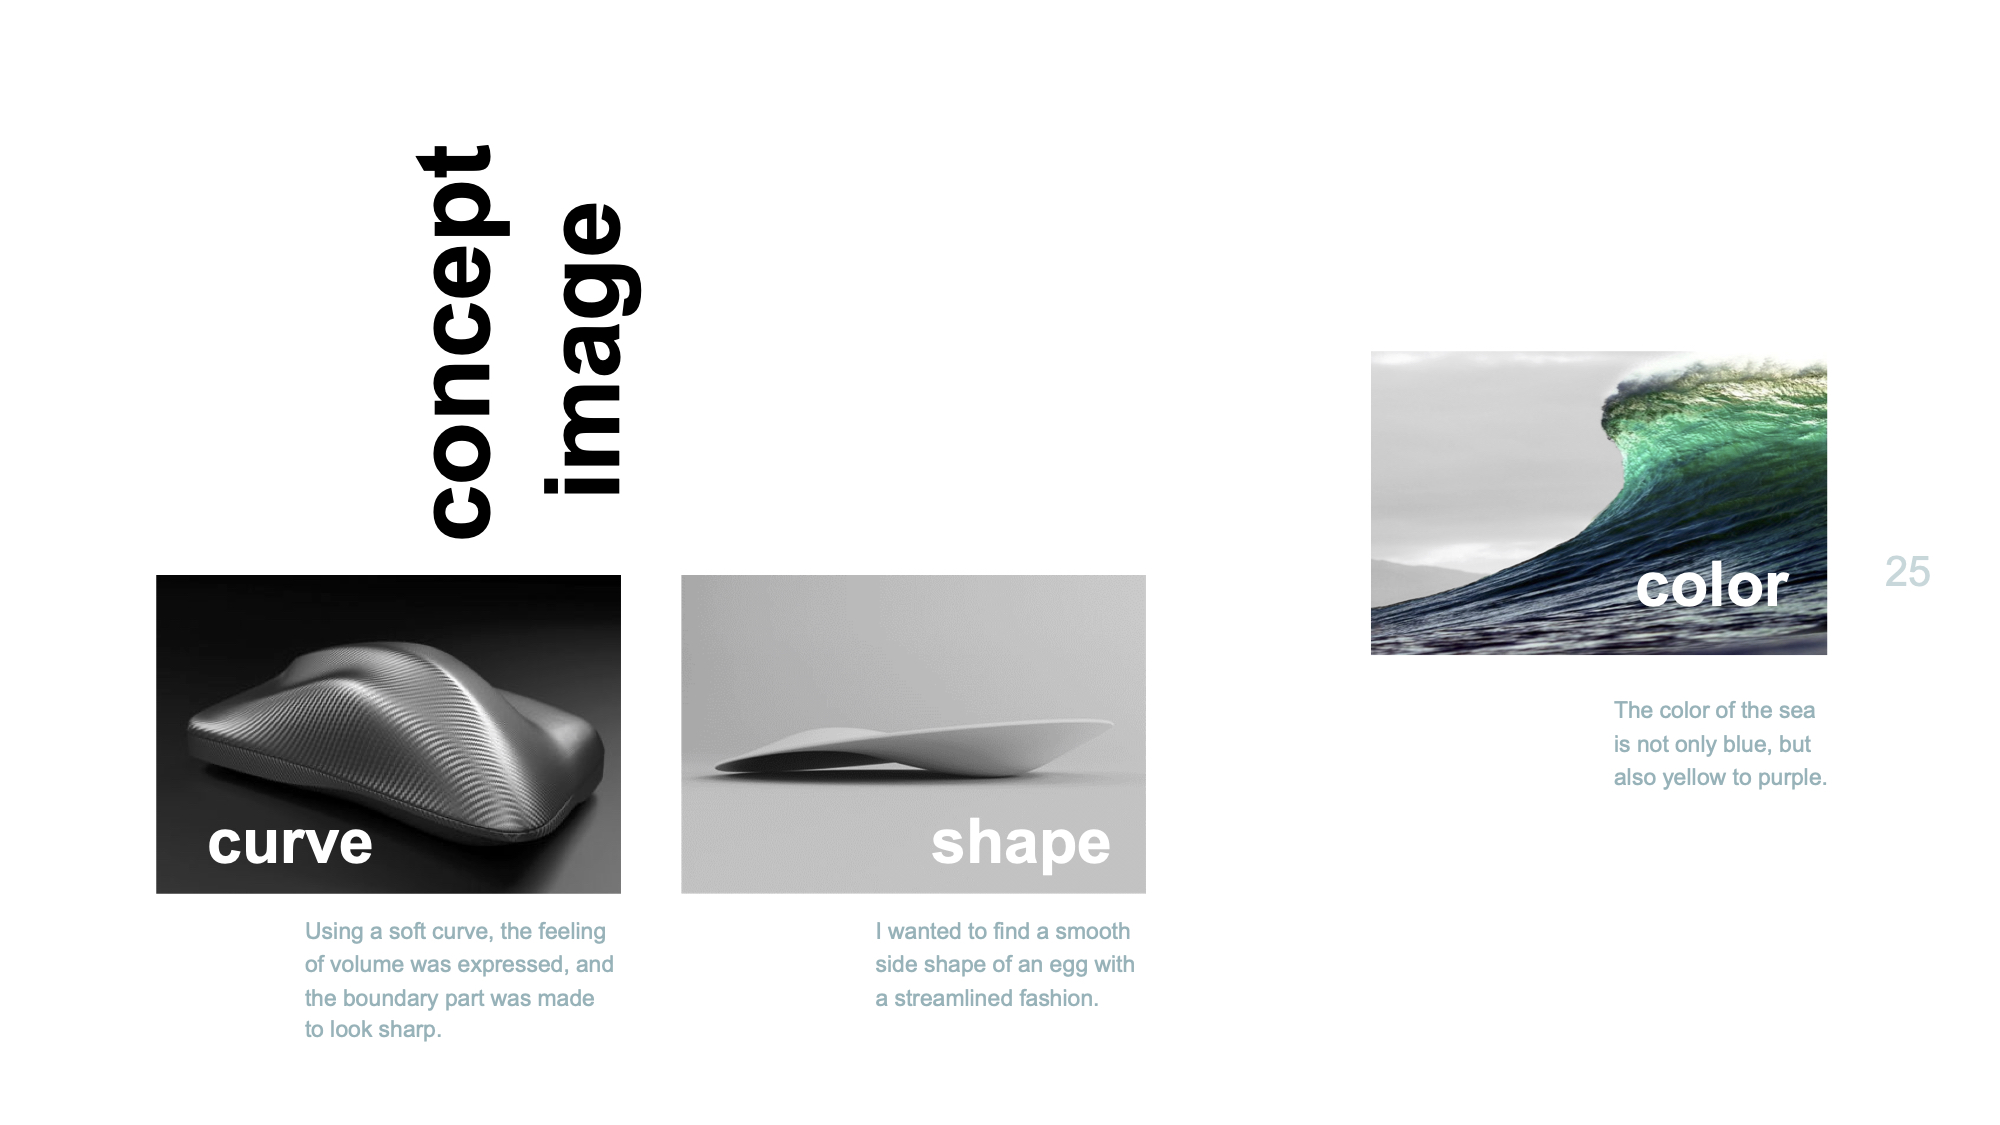 concept
image
curve
Using a soft curve, the feeling
of volume was expressed, and
the boundary part was made
to look sharp.
shape
I wanted to find a smooth
side shape of an egg with
a streamlined fashion.
color
The color of the sea
is not only blue, but
also yellow to purple.
25